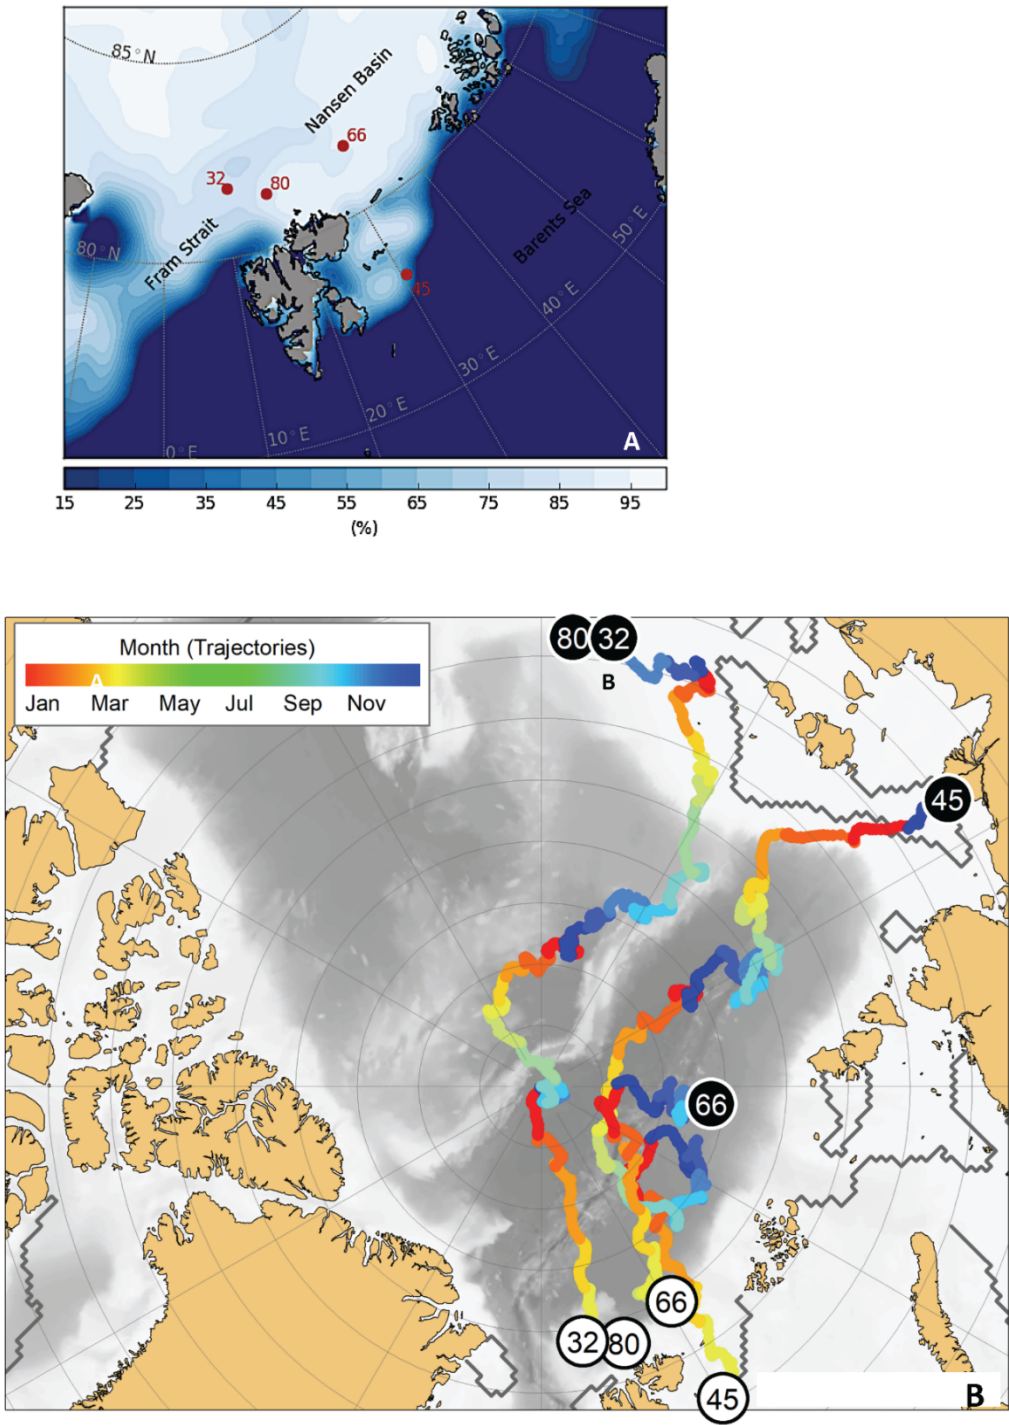 85°N
Nansen Basin
66
32
80
80°N
Fram Strait
Barents Sea
50°E
45
40°E
30°E
20°E
10°E
0°E
A
15 25 35 45 55 65 75 85 95
(%)
80 32
Month (Trajectories)
A
Jan Mar May Jul Sep Nov
B
45
66
66
32 80
45
B